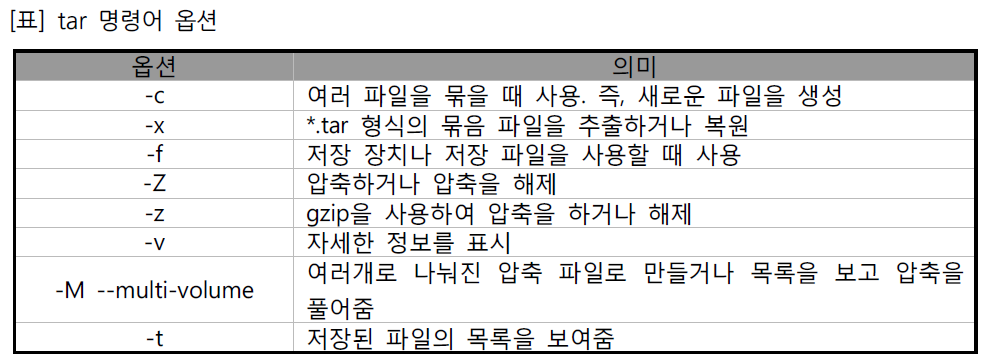 [표] tar 명령어 옵션
옵션 의미
-c 여러 파일을 묶을 때 사용. 즉, 새로운 파일을 생성
-x *.tar 형식의 묶음 파일을 추출하거나 복원
-f 저장 장치나 저장 파일을 사용할 때 사용
-Z 압축하거나 압축을 해제
-z gzip을 사용하여 압축을 하거나 해제
-v 자세한 정보를 표시
-M --multi-volume 여러개로 나눠진 압축 파일로 만들거나 목록을 보고 압축을
풀어줌
-t 저장된 파일의 목록을 보여줌